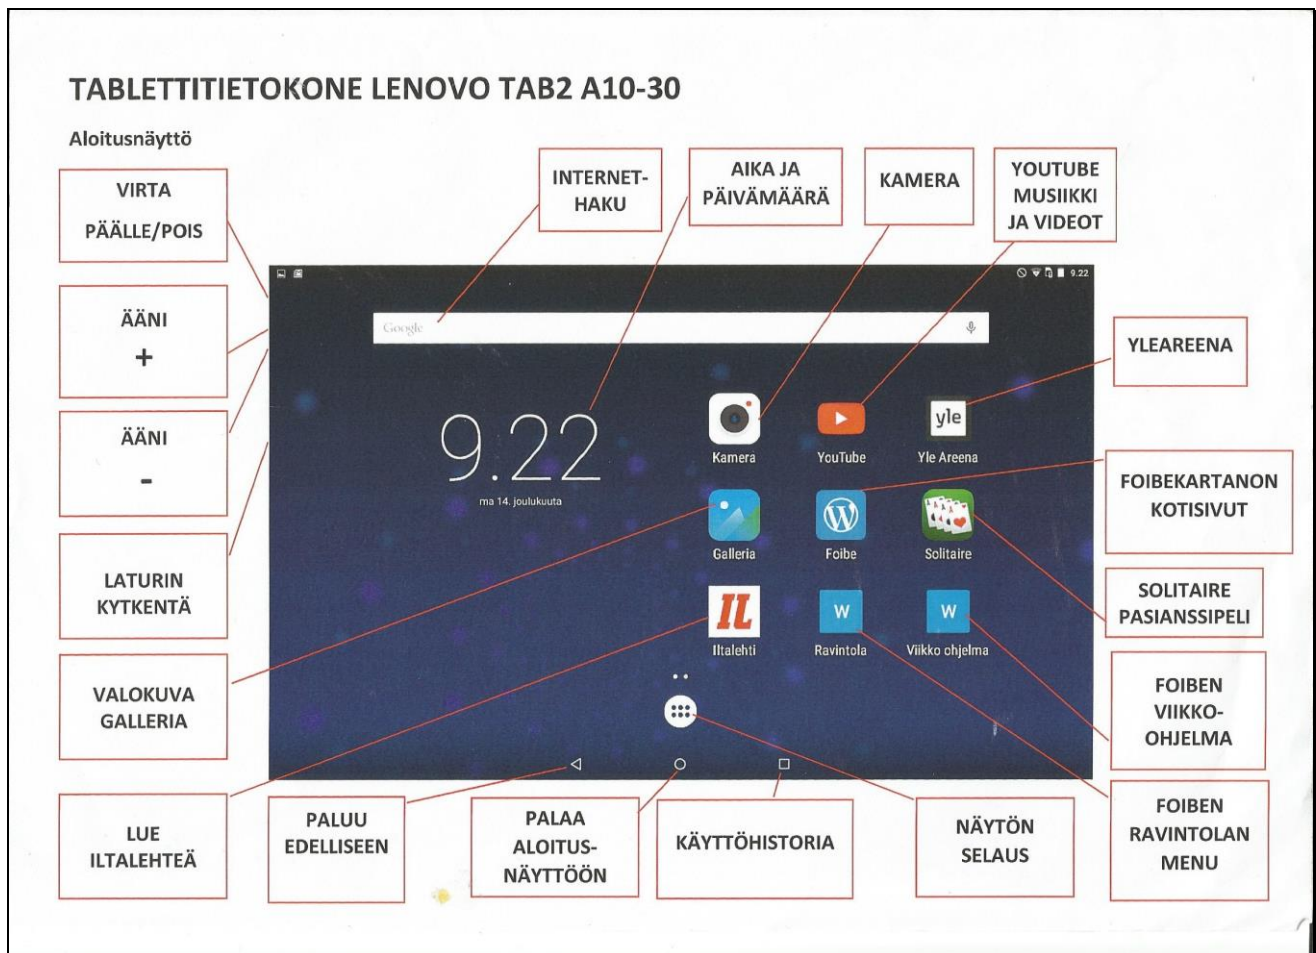 TABLETTITIETOKONE LENOVO TAB2 A10-30
Aloitusnäyttö
VIRTA
PÄÄLLE/POIS
INTERNET-
HAKU
AIKA JA
PÄIVÄMÄÄRÄ
KAMERA
YOUTUBE
MUSIIKKI
JA VIDEOT
ÄÄNI
+
ÄÄNI
-
LATURIN
KYTKENTÄ
VALOKUVA
GALLERIA
LUE
ILTALEHTEÄ
9.22
Google
9.22
ma 14. joulukuuta
Kamera
YouTube
yle
Yle Areena
Galleria
Foibe
Solitaire
IL
Iltalehti
W
Ravintola
W
Viikko ohjelma
YLEAREENA
FOIBEKARTANON
KOTISIVUT
SOLITAIRE
PASIANSSIPELI
FOIBEN
VIIKKO-
OHJELMA
FOIBEN
RAVINTOLAN
MENU
PALUU
EDELLISEEN
PALAA
ALOITUS-
NÄYTTÖÖN
KÄYTTÖHISTORIA
NÄYTÖN
SELAUS